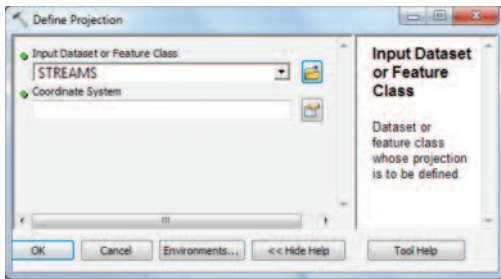 Define Projection
Input Dataset or Feature Class
STREAMS
Coordinate System
OK
Cancel
Environments...
<< Hide Help
Tool Help
Input Dataset
or Feature
Class
Dataset or
feature class
whose projection
is to be defined.